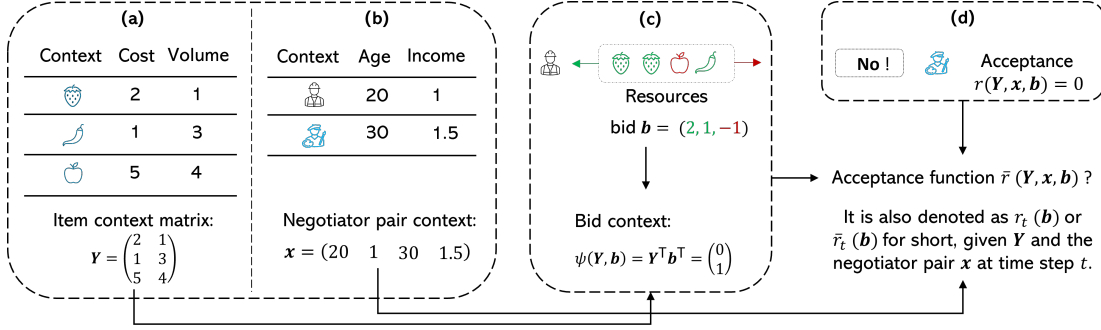 (a)
Context Cost Volume
2 1
1 3
5 4
Item context matrix:
Y = (2 1
1 3
5 4)
(b)
Context Age Income
20 1
30 1.5
Negotiator pair context:
x = (20 1 30 1.5)
(c)
Resources
bid b = (2, 1, −1)
Bid context:
ψ(Y, b) = Y⊤b⊤ = (0
1)
(d)
No !
Acceptance
r(Y, x, b) = 0
Acceptance function r̄ (Y, x, b) ?
It is also denoted as rₜ (b) or
r̄ₜ (b) for short, given Y and the
negotiator pair x at time step t.